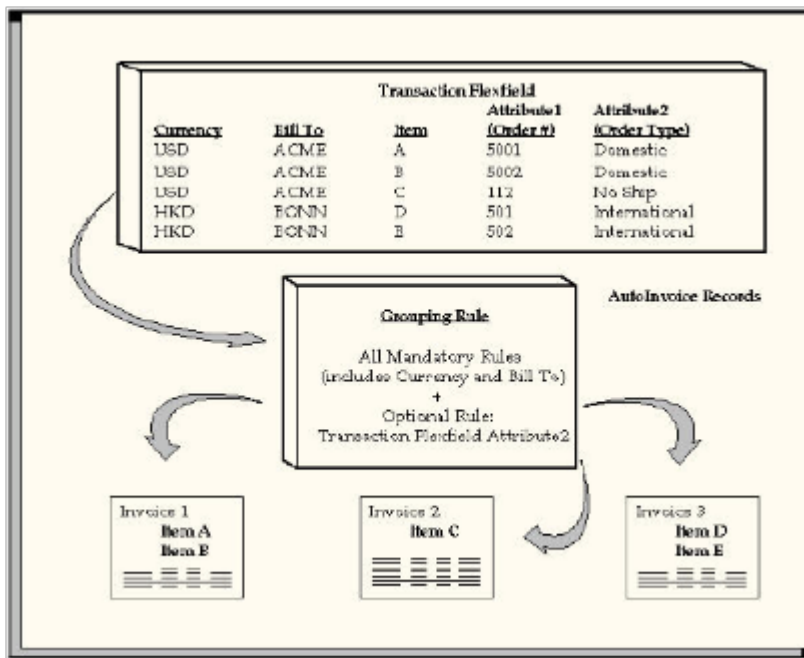 Transaction Flexfield
Attribute1 Attribute2
Currency Bill To Item (Order #) (Order Type)
USD ACME A 5001 Domestic
USD ACME B 5002 Domestic
USD ACME C 112 No Ship
HKD BONN D 501 International
HKD BONN E 502 International
AutoInvoice Records
Grouping Rule
All Mandatory Rules
(includes Currency and Bill To)
+
Optional Rule:
Transaction Flexfield Attribute2
Invoice 1
Item A
Item B
Invoice 2
Item C
Invoice 3
Item D
Item E